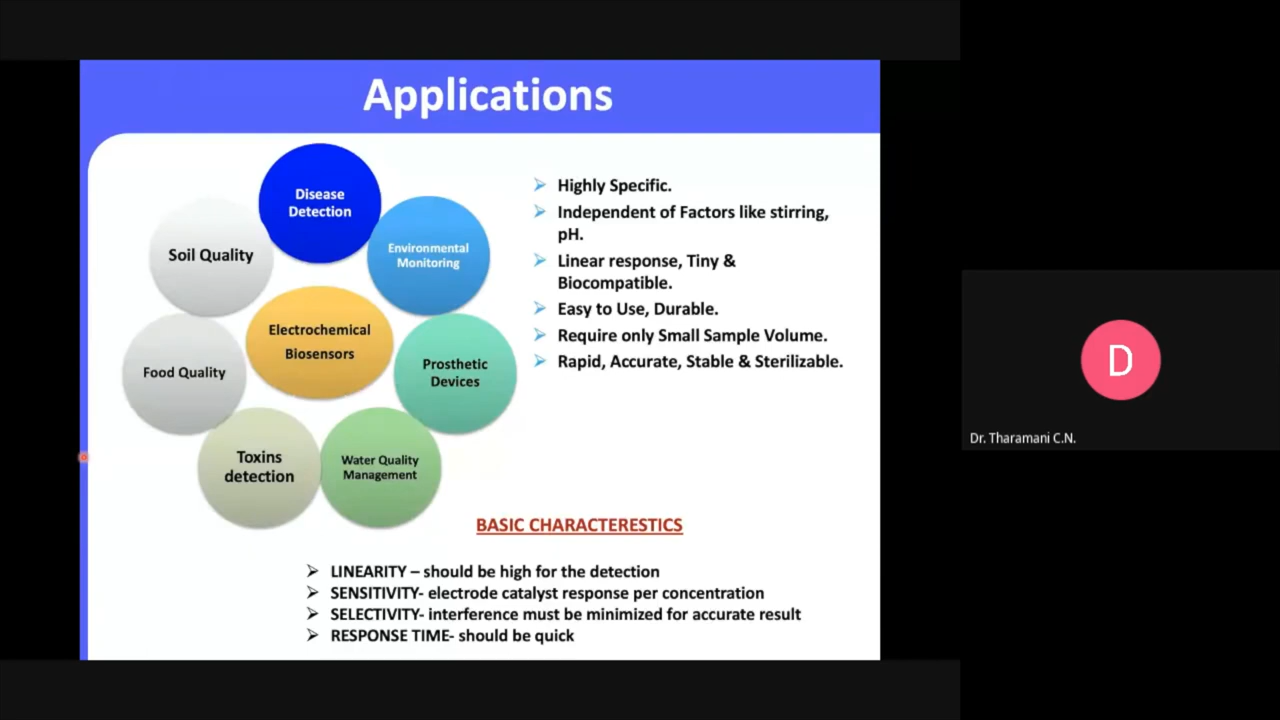 Applications
Disease
Detection
Environmental
Monitoring
Prosthetic
Devices
Water Quality
Management
Toxins
detection
Food Quality
Soil Quality
Electrochemical
Biosensors
➢ Highly Specific.
➢ Independent of Factors like stirring,
pH.
➢ Linear response, Tiny &
Biocompatible.
➢ Easy to Use, Durable.
➢ Require only Small Sample Volume.
➢ Rapid, Accurate, Stable & Sterilizable.
BASIC CHARACTERESTICS
➢ LINEARITY – should be high for the detection
➢ SENSITIVITY- electrode catalyst response per concentration
➢ SELECTIVITY- interference must be minimized for accurate result
➢ RESPONSE TIME- should be quick
D
Dr. Tharamani C.N.